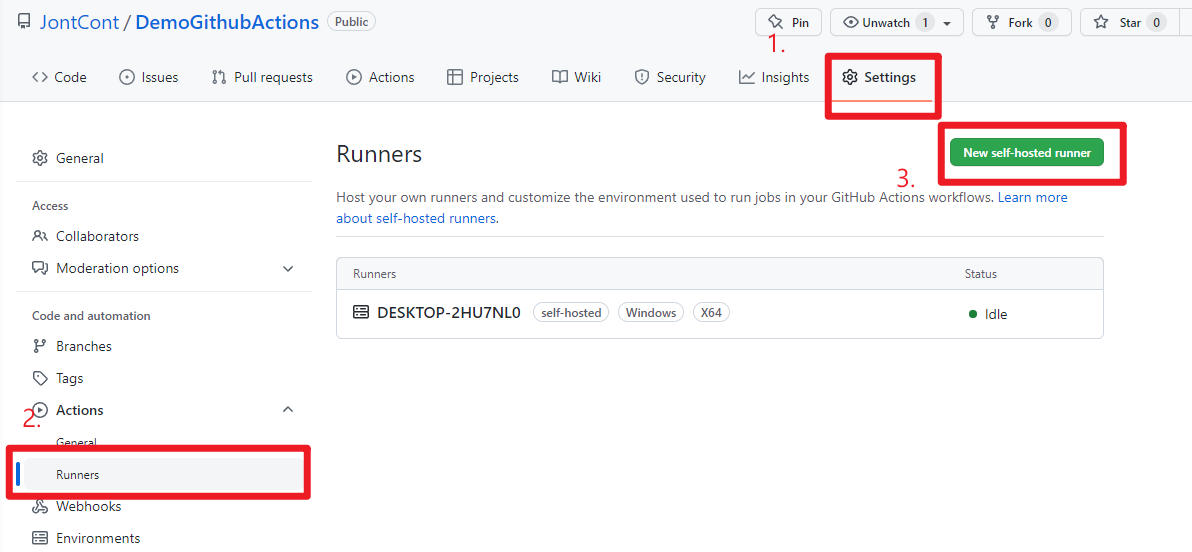 JontCont / DemoGithubActions Public
Pin
Unwatch 1
Fork 0
Star 0
1.
Code
Issues
Pull requests
Actions
Projects
Wiki
Security
Insights
Settings
General
Access
Collaborators
Moderation options
Code and automation
Branches
Tags
2.
Actions
General
Runners
Webhooks
Environments
Runners
3.
New self-hosted runner
Host your own runners and customize the environment used to run jobs in your GitHub Actions workflows. Learn more
about self-hosted runners.
Runners Status
DESKTOP-2HU7NL0 self-hosted Windows X64 Idle